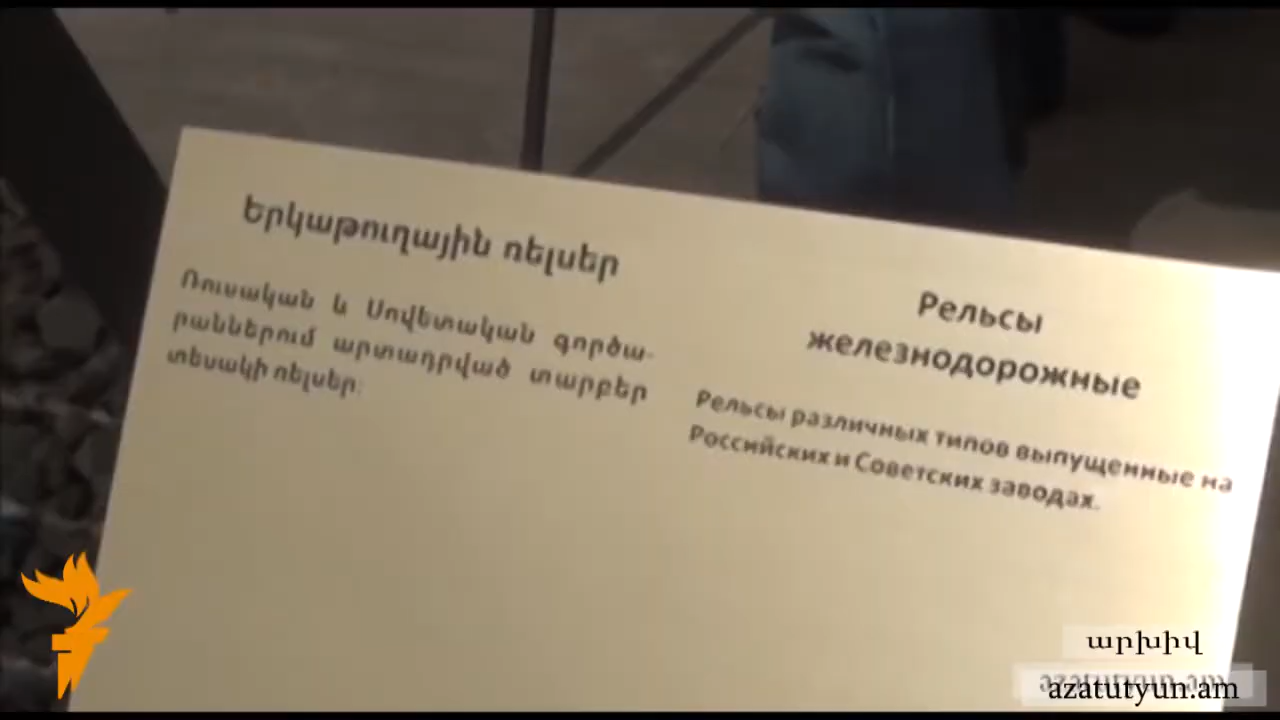 Երկաթուղային ռելսեր
Ռուսական և Սովետական գործա-
րաններում արտադրված տարբեր
տեսակի ռելսեր:
Рельсы
железнодорожные
Рельсы различных типов выпущенные на
Российских и Советских заводах.
արխիվ
azatutyun.am